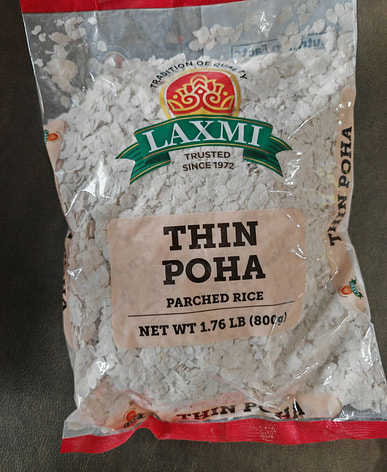 TRADITION OF QUALITY
LAXMI
TRUSTED
SINCE 1972
THIN
POHA
PARCHED RICE
NET WT 1.76 LB (800g)
THIN POHA
THIN POHA